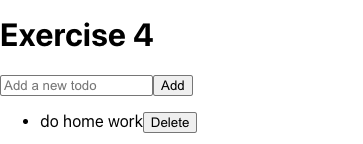 Exercise 4
Add a new todo Add
do home work Delete